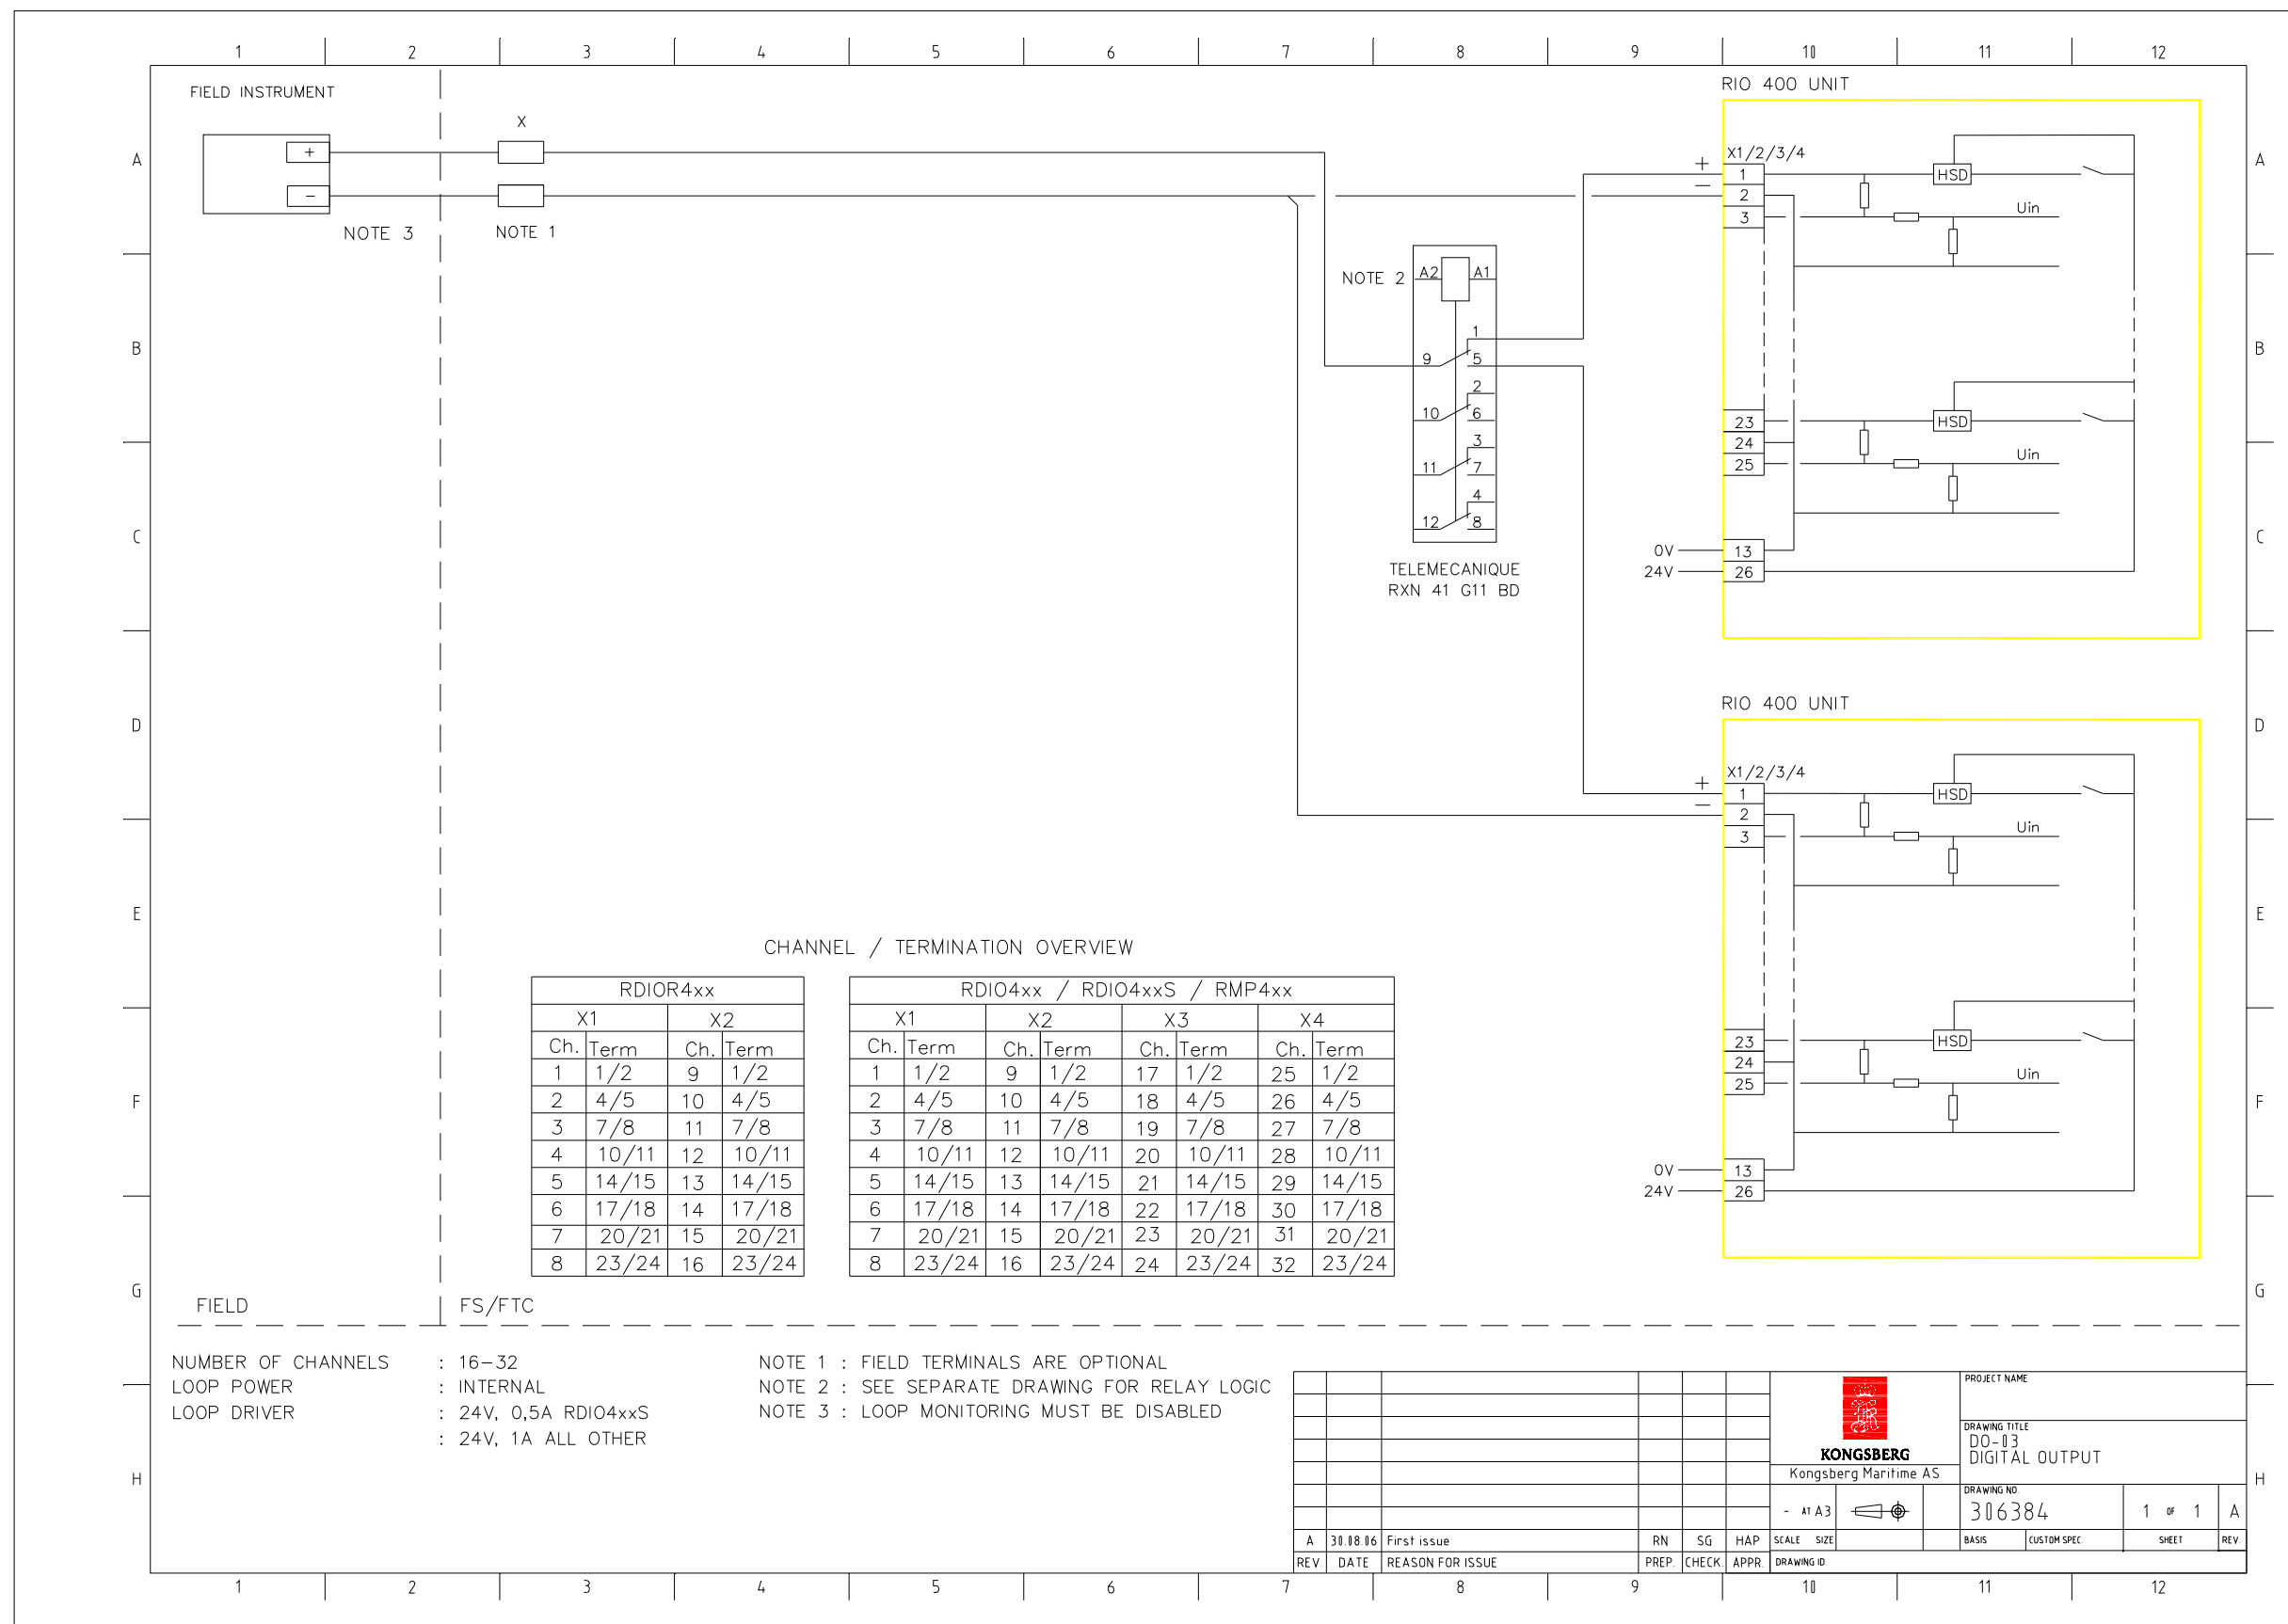 1 2 3 4 5 6 7 8 9 10 11 12
FIELD INSTRUMENT
RIO 400 UNIT
X
A + X1/2/3/4 A
+ 1 HSD
- - 2
3 Uin
NOTE 3 NOTE 1
NOTE 2 A2 A1
B 1 B
9 5
2
10 6 23 HSD
3 24
11 7 25 Uin
4
12 8
C C
0V 13
TELEMECANIQUE 24V 26
RXN 41 G11 BD
RIO 400 UNIT
D D
X1/2/3/4
+ 1 HSD
- 2
3 Uin
E E
CHANNEL / TERMINATION OVERVIEW
RDIOR4xx RDIO4xx / RDIO4xxS / RMP4xx
X1 X2 X1 X2 X3 X4
Ch. Term Ch. Term Ch. Term Ch. Term Ch. Term Ch. Term
1 1/2 9 1/2 1 1/2 9 1/2 17 1/2 25 1/2
2 4/5 10 4/5 2 4/5 10 4/5 18 4/5 26 4/5
3 7/8 11 7/8 3 7/8 11 7/8 19 7/8 27 7/8
4 10/11 12 10/11 4 10/11 12 10/11 20 10/11 28 10/11
5 14/15 13 14/15 5 14/15 13 14/15 21 14/15 29 14/15
6 17/18 14 17/18 6 17/18 14 17/18 22 17/18 30 17/18
7 20/21 15 20/21 7 20/21 15 20/21 23 20/21 31 20/21
8 23/24 16 23/24 8 23/24 16 23/24 24 23/24 32 23/24
23 HSD
24
25 Uin
F F
0V 13
24V 26
G G
FIELD FS/FTC
NUMBER OF CHANNELS : 16-32
LOOP POWER : INTERNAL
LOOP DRIVER : 24V, 0,5A RDIO4xxS
: 24V, 1A ALL OTHER
NOTE 1 : FIELD TERMINALS ARE OPTIONAL
NOTE 2 : SEE SEPARATE DRAWING FOR RELAY LOGIC
NOTE 3 : LOOP MONITORING MUST BE DISABLED
H H
PROJECT NAME
DRAWING TITLE
DO-03
DIGITAL OUTPUT
KONGSBERG
Kongsberg Maritime AS
DRAWING NO.
- AT A3 306384 1 OF 1 A
A 30.08.06 First issue RN SG HAP SCALE SIZE BASIS CUSTOM SPEC. SHEET REV
REV DATE REASON FOR ISSUE PREP. CHECK. APPR. DRAWING ID.
1 2 3 4 5 6 7 8 9 10 11 12